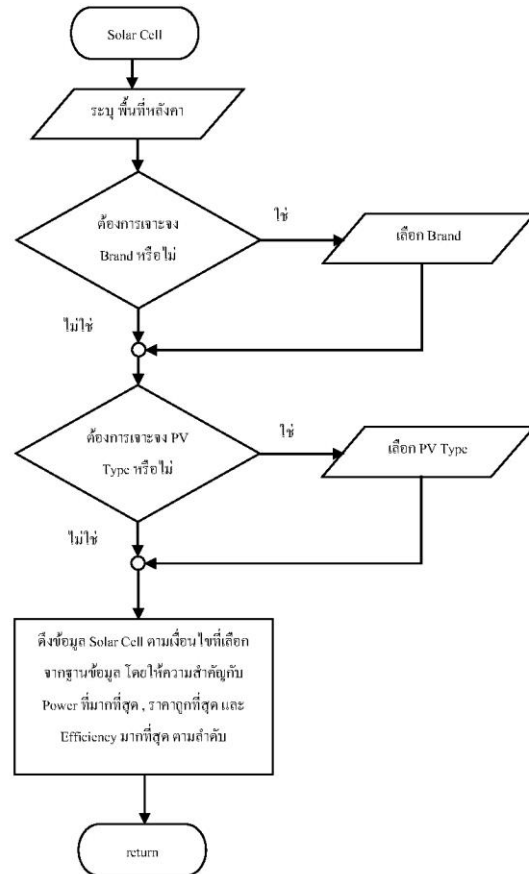 Solar Cell
ระบุ พื้นที่หลังคา
ต้องการเจาะจง
Brand หรือไม่
ใช่
เลือก Brand
ไม่ใช่
ต้องการเจาะจง PV
Type หรือไม่
ใช่
เลือก PV Type
ไม่ใช่
ดึงข้อมูล Solar Cell ตามเงื่อนไขที่เลือก
จากฐานข้อมูล โดยให้ความสำคัญกับ
Power ที่มากที่สุด , ราคาถูกที่สุด และ
Efficiency มากที่สุด ตามลำดับ
return